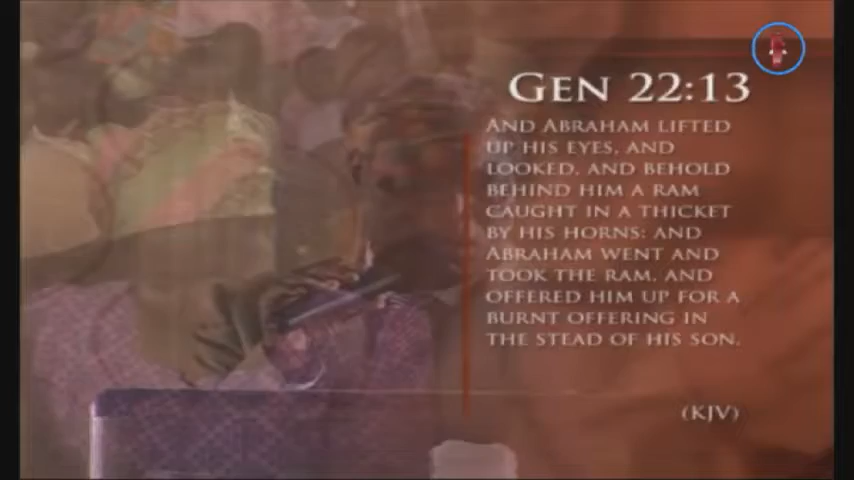 GEN 22:13
AND ABRAHAM LIFTED
UP HIS EYES, AND
LOOKED, AND BEHOLD
BEHIND HIM A RAM
CAUGHT IN A THICKET
BY HIS HORNS: AND
ABRAHAM WENT AND
TOOK THE RAM, AND
OFFERED HIM UP FOR A
BURNT OFFERING IN
THE STEAD OF HIS SON.
(KJV)